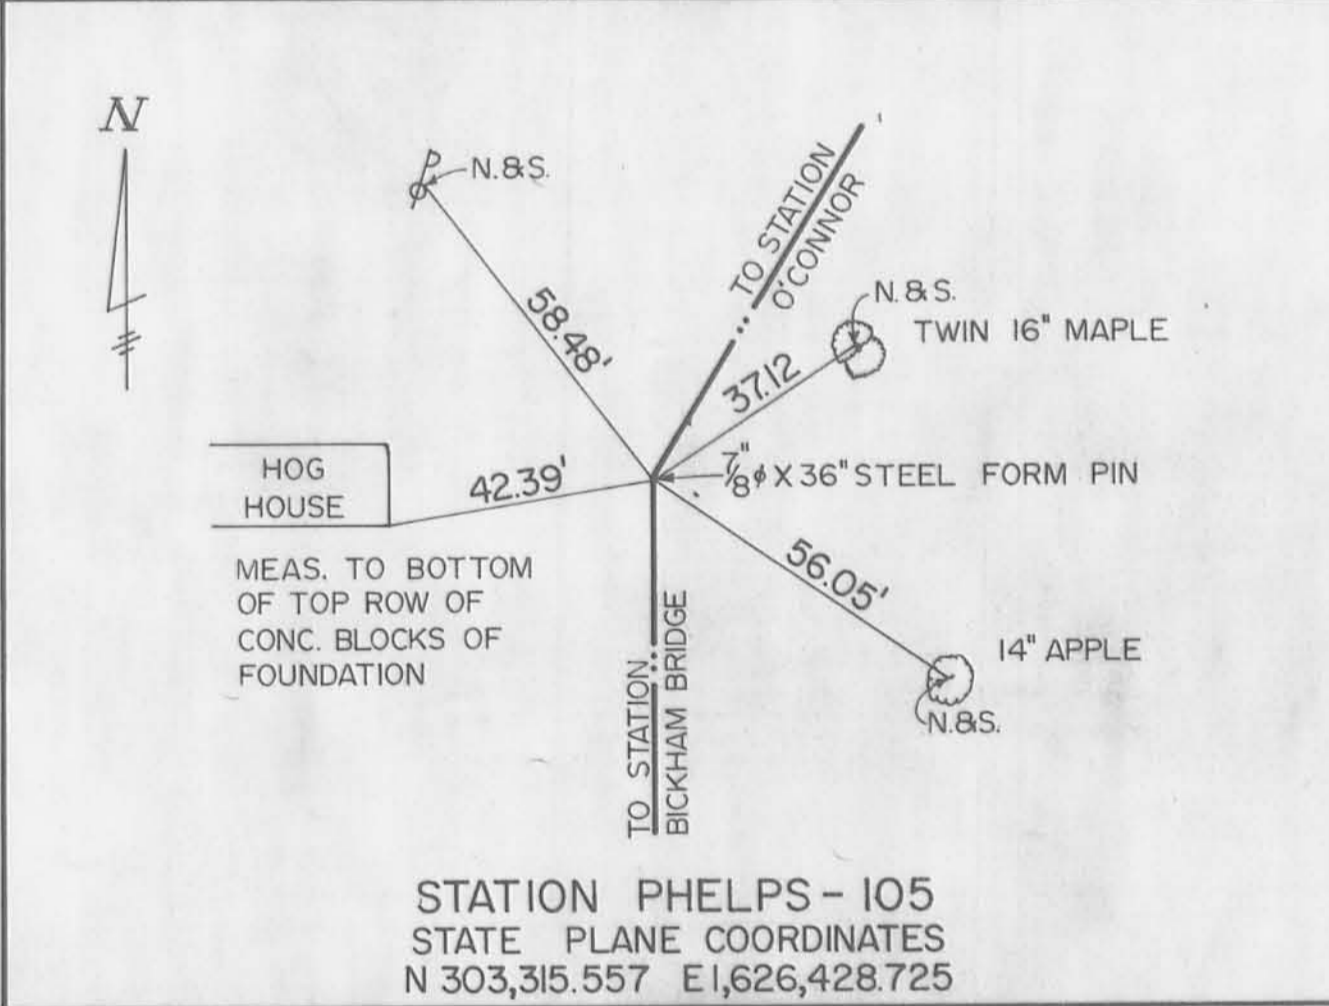 N
P
N.&S.
TO STATION
O'CONNOR
N.&S.
TWIN 16" MAPLE
58.48'
37.12
HOG
HOUSE
42.39'
7/8"ϕ X 36" STEEL FORM PIN
MEAS. TO BOTTOM
OF TOP ROW OF
CONC. BLOCKS OF
FOUNDATION
56.05'
14" APPLE
N.&S.
TO STATION
BICKHAM BRIDGE
STATION PHELPS - 105
STATE PLANE COORDINATES
N 303,315.557 E 1,626,428.725